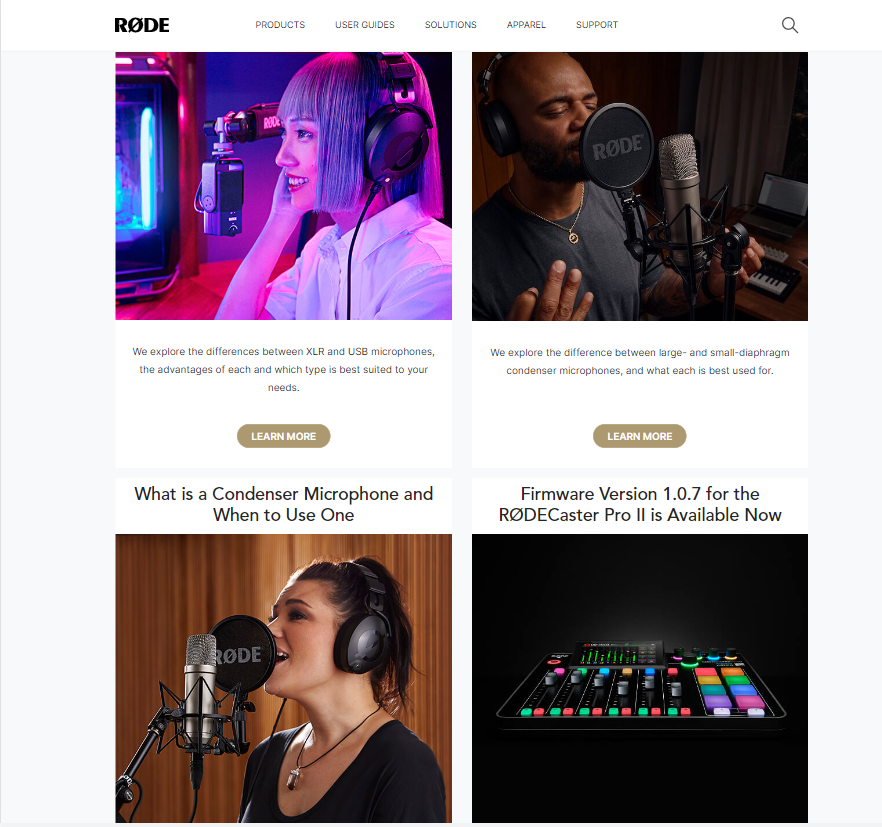 RØDE
PRODUCTS
USER GUIDES
SOLUTIONS
APPAREL
SUPPORT
RØDE
RØDE
We explore the differences between XLR and USB microphones,
the advantages of each and which type is best suited to your
needs.
We explore the difference between large- and small-diaphragm
condenser microphones, and what each is best used for.
LEARN MORE
LEARN MORE
What is a Condenser Microphone and
When to Use One
Firmware Version 1.0.7 for the
RØDECaster Pro II is Available Now
RØDE